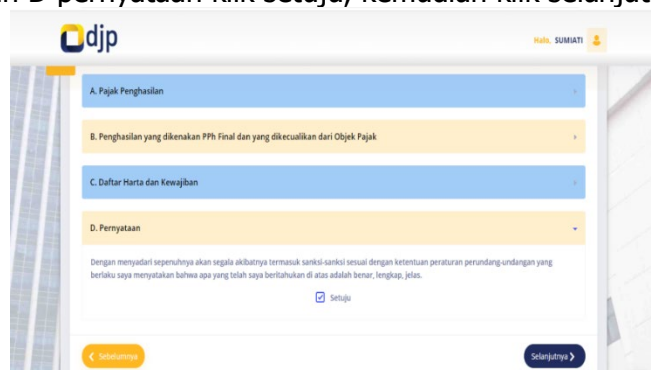 D pernyataan klik setuju, kemudian klik
djp
Halo, SUMIATI
A. Pajak Penghasilan
B. Penghasilan yang dikenakan PPh Final dan yang dikecualikan dari Objek Pajak
C. Daftar Harta dan Kewajiban
D. Pernyataan
Dengan menyadari sepenuhnya akan segala akibatnya termasuk sanksi-sanksi sesuai dengan ketentuan peraturan perundang-undangan yang
berlaku saya menyatakan bahwa apa yang telah saya beritahukan di atas adalah benar, lengkap, jelas.
Setuju
Sebelumnya
Selanjutnya